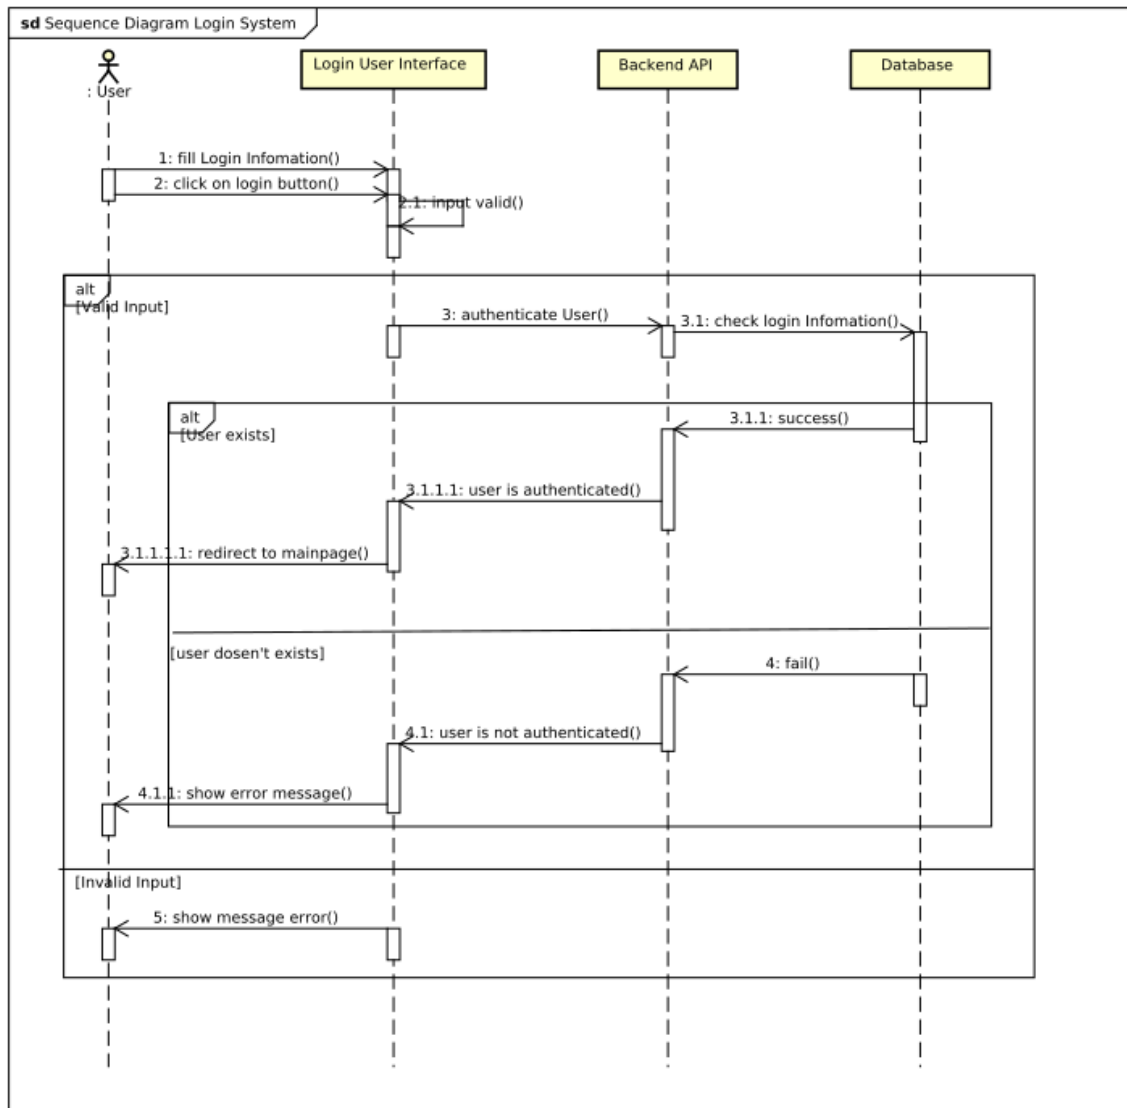 sd Sequence Diagram Login System
: User
Login User Interface
Backend API
Database
1: fill Login Infomation()
2: click on login button()
2.1: input valid()
alt
[Valid Input]
3: authenticate User()
3.1: check login Infomation()
alt
[User exists]
3.1.1: success()
3.1.1.1: user is authenticated()
3.1.1.1.1: redirect to mainpage()
[user dosen't exists]
4: fail()
4.1: user is not authenticated()
4.1.1: show error message()
[Invalid Input]
5: show message error()